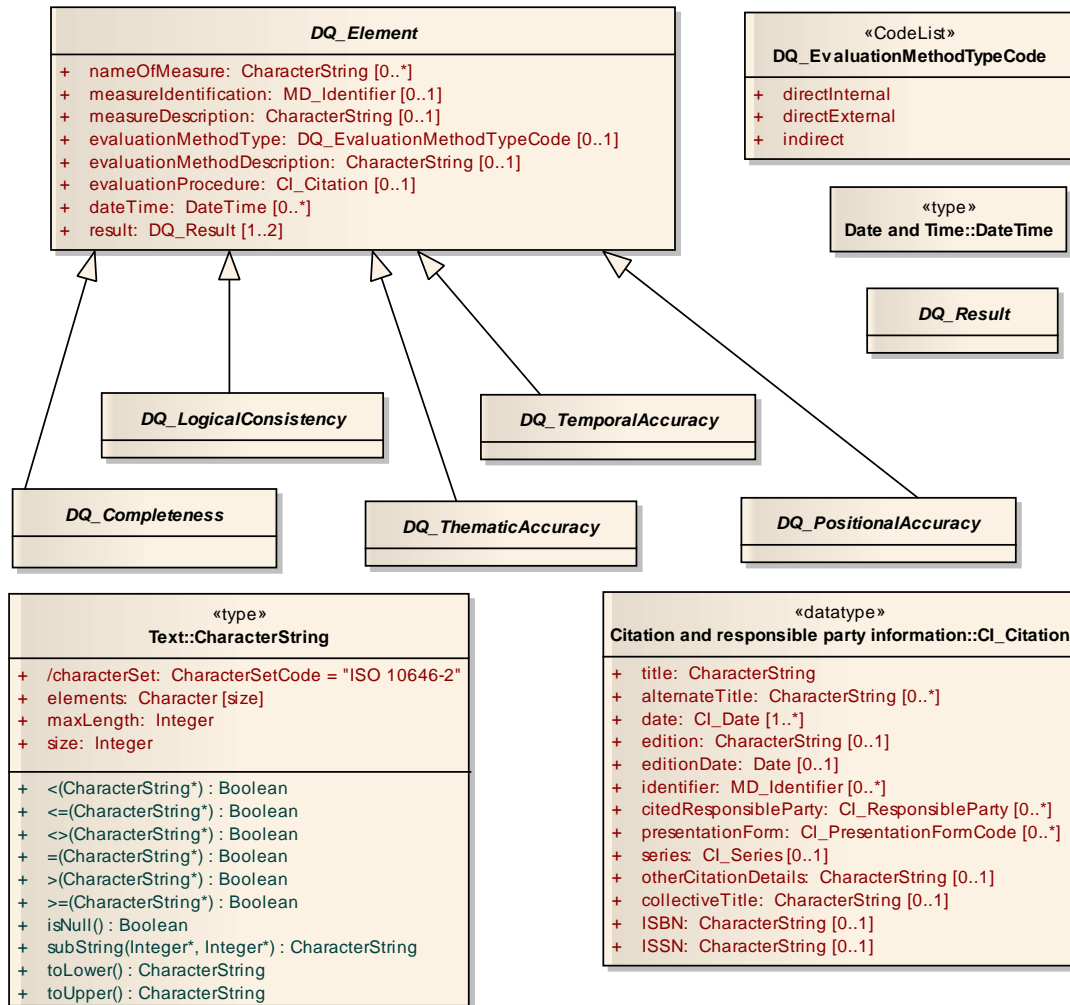 DQ_Element
+ nameOfMeasure: CharacterString [0..*]
+ measureIdentification: MD_Identifier [0..1]
+ measureDescription: CharacterString [0..1]
+ evaluationMethodType: DQ_EvaluationMethodTypeCode [0..1]
+ evaluationMethodDescription: CharacterString [0..1]
+ evaluationProcedure: CI_Citation [0..1]
+ dateTime: DateTime [0..*]
+ result: DQ_Result [1..2]
«CodeList»
DQ_EvaluationMethodTypeCode
+ directInternal
+ directExternal
+ indirect
«type»
Date and Time::DateTime
DQ_Result
DQ_LogicalConsistency
DQ_TemporalAccuracy
DQ_Completeness
DQ_ThematicAccuracy
DQ_PositionalAccuracy
«type»
Text::CharacterString
+ /characterSet: CharacterSetCode = "ISO 10646-2"
+ elements: Character [size]
+ maxLength: Integer
+ size: Integer
+ <(CharacterString*) : Boolean
+ <=(CharacterString*) : Boolean
+ <>(CharacterString*) : Boolean
+ =(CharacterString*) : Boolean
+ >(CharacterString*) : Boolean
+ >=(CharacterString*) : Boolean
+ isNull() : Boolean
+ subString(Integer*, Integer*) : CharacterString
+ toLower() : CharacterString
+ toUpper() : CharacterString
«datatype»
Citation and responsible party information::CI_Citation
+ title: CharacterString
+ alternateTitle: CharacterString [0..*]
+ date: CI_Date [1..*]
+ edition: CharacterString [0..1]
+ editionDate: Date [0..1]
+ identifier: MD_Identifier [0..*]
+ citedResponsibleParty: CI_ResponsibleParty [0..*]
+ presentationForm: CI_PresentationFormCode [0..*]
+ series: CI_Series [0..1]
+ otherCitationDetails: CharacterString [0..1]
+ collectiveTitle: CharacterString [0..1]
+ ISBN: CharacterString [0..1]
+ ISSN: CharacterString [0..1]